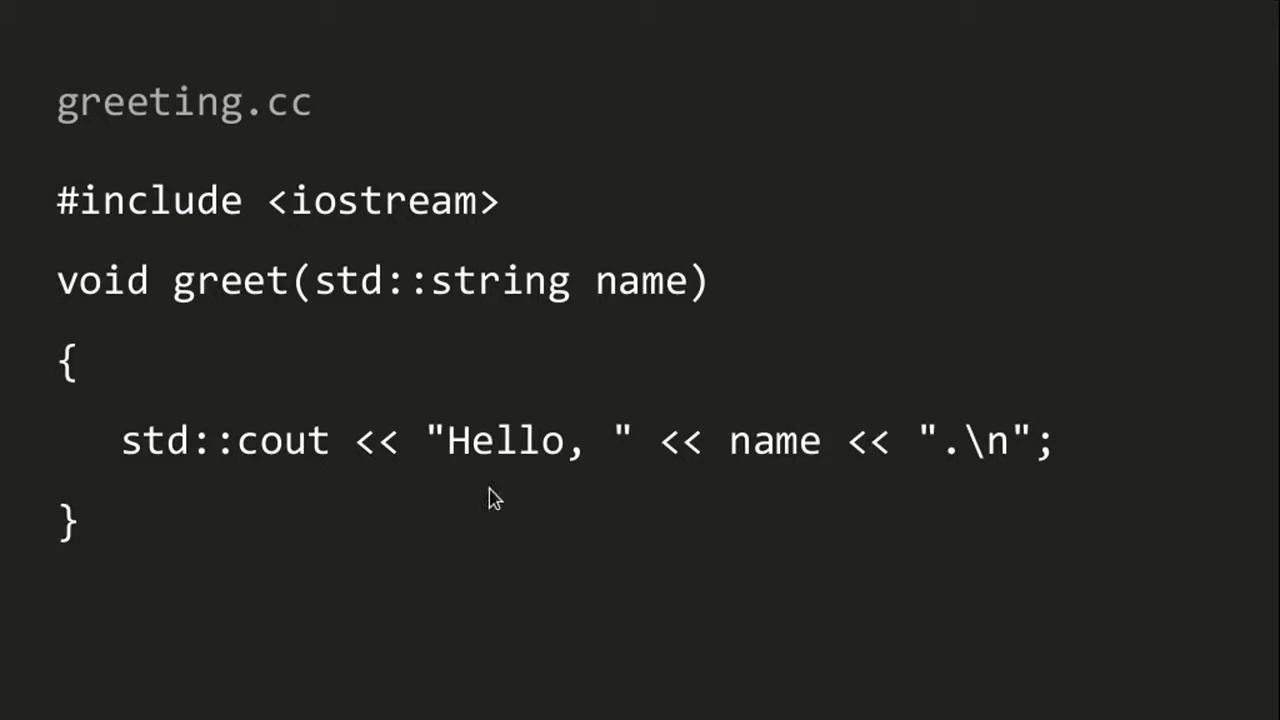 greeting.cc
#include <iostream>
void greet(std::string name)
{
std::cout << "Hello, " << name << ".\n";
}